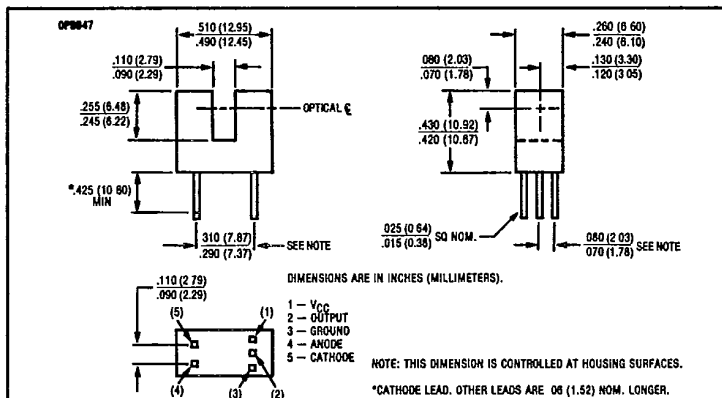 OPB847
.510 (12.95)
.490 (12.45)
.110 (2.79)
.090 (2.29)
.255 (6.48)
.245 (6.22)
OPTICAL ℄
*.425 (10 80)
MIN
.310 (7.87)
.290 (7.37)
SEE NOTE
.260 (6 60)
.240 (6.10)
.080 (2.03)
.070 (1.78)
.130 (3.30)
.120 (3 05)
.430 (10.92)
.420 (10.67)
.025 (0 64)
.015 (0.38)
SQ NOM.
.080 (2 03)
.070 (1.78)
SEE NOTE
DIMENSIONS ARE IN INCHES (MILLIMETERS).
.110 (2 79)
.090 (2.29)
(5)
(4)
(1)
(2)
(3)
1 — VCC
2 — OUTPUT
3 — GROUND
4 — ANODE
5 — CATHODE
NOTE: THIS DIMENSION IS CONTROLLED AT HOUSING SURFACES.
*CATHODE LEAD. OTHER LEADS ARE 06 (1.52) NOM. LONGER.